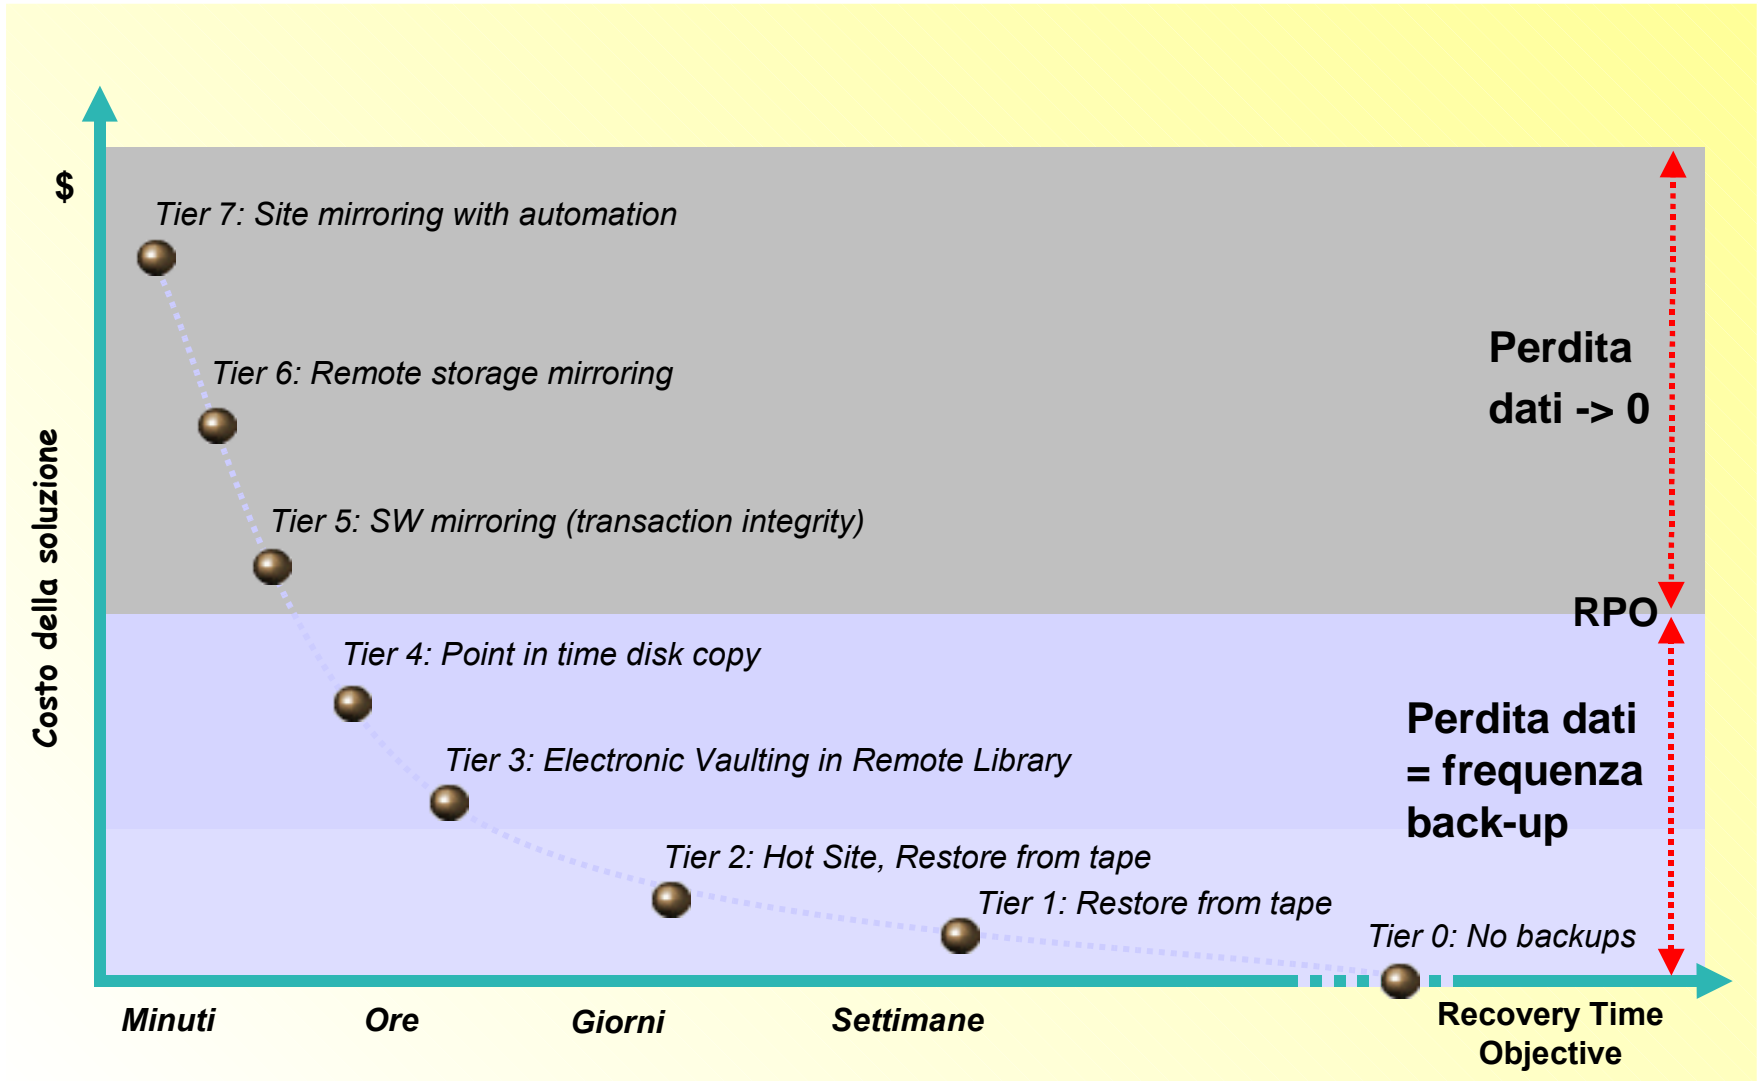 $
Tier 7: Site mirroring with automation
Tier 6: Remote storage mirroring
Perdita
dati -> 0
Costo della soluzione
Tier 5: SW mirroring (transaction integrity)
RPO
Tier 4: Point in time disk copy
Perdita dati
= frequenza
back-up
Tier 3: Electronic Vaulting in Remote Library
Tier 2: Hot Site, Restore from tape
Tier 1: Restore from tape
Tier 0: No backups
Minuti Ore Giorni Settimane
Recovery Time
Objective